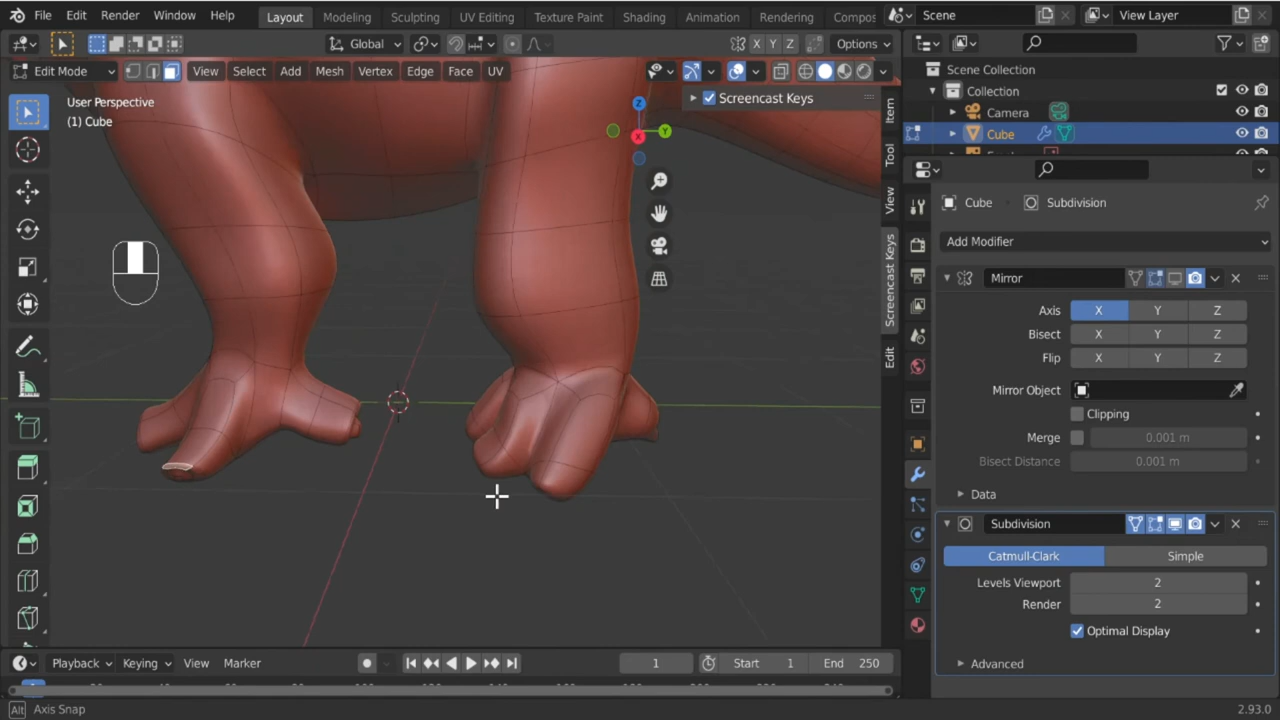 File Edit Render Window Help Layout Modeling Sculpting UV Editing Texture Paint Shading Animation Rendering Compos Scene View Layer
Global X Y Z Options
Edit Mode View Select Add Mesh Vertex Edge Face UV
User Perspective
(1) Cube
Screencast Keys
Z
Y
X
Item
Tool
View
Screencast Keys
Edit
Scene Collection
Collection
Camera
Cube
Cube Subdivision
Add Modifier
Mirror
Axis X Y Z
Bisect X Y Z
Flip X Y Z
Mirror Object
Clipping
Merge 0.001 m
Bisect Distance 0.001 m
Data
Subdivision
Catmull-Clark Simple
Levels Viewport 2
Render 2
Optimal Display
Advanced
Playback Keying View Marker 1 Start 1 End 250
Alt Axis Snap 2.93.0